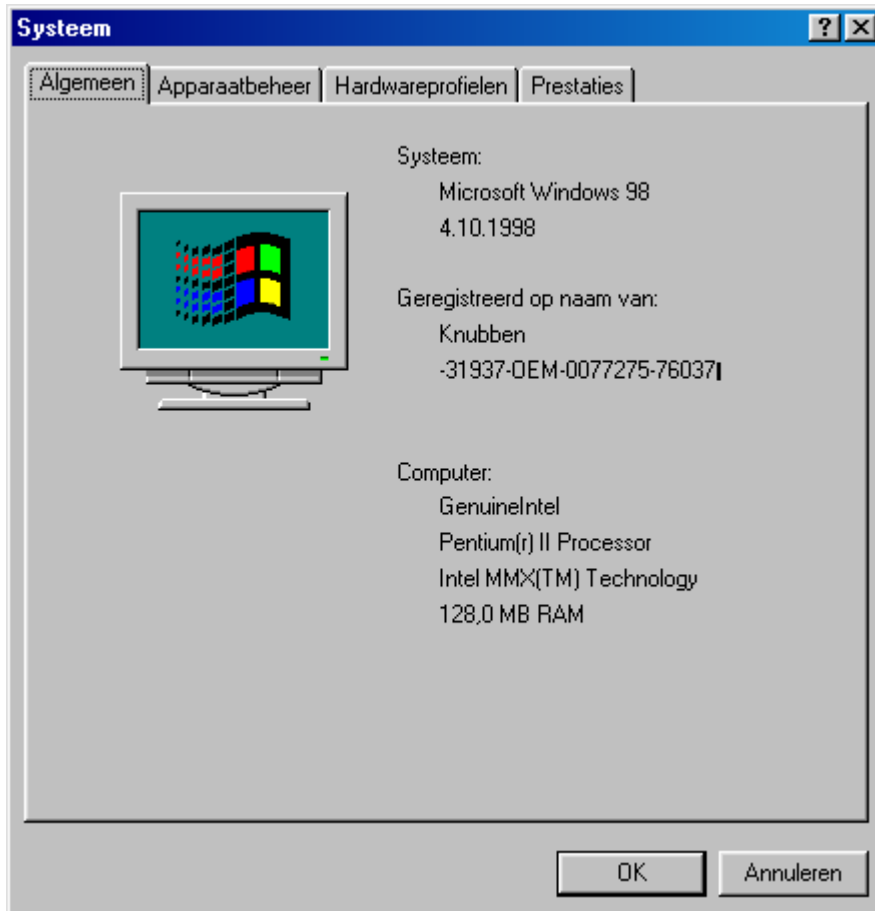 Systeem
Algemeen
Apparaatbeheer
Hardwareprofielen
Prestaties
Systeem:
Microsoft Windows 98
4.10.1998
Geregistreerd op naam van:
Knubben
-31937-OEM-0077275-76037
Computer:
GenuineIntel
Pentium(r) II Processor
Intel MMX(TM) Technology
128,0 MB RAM
OK
Annuleren